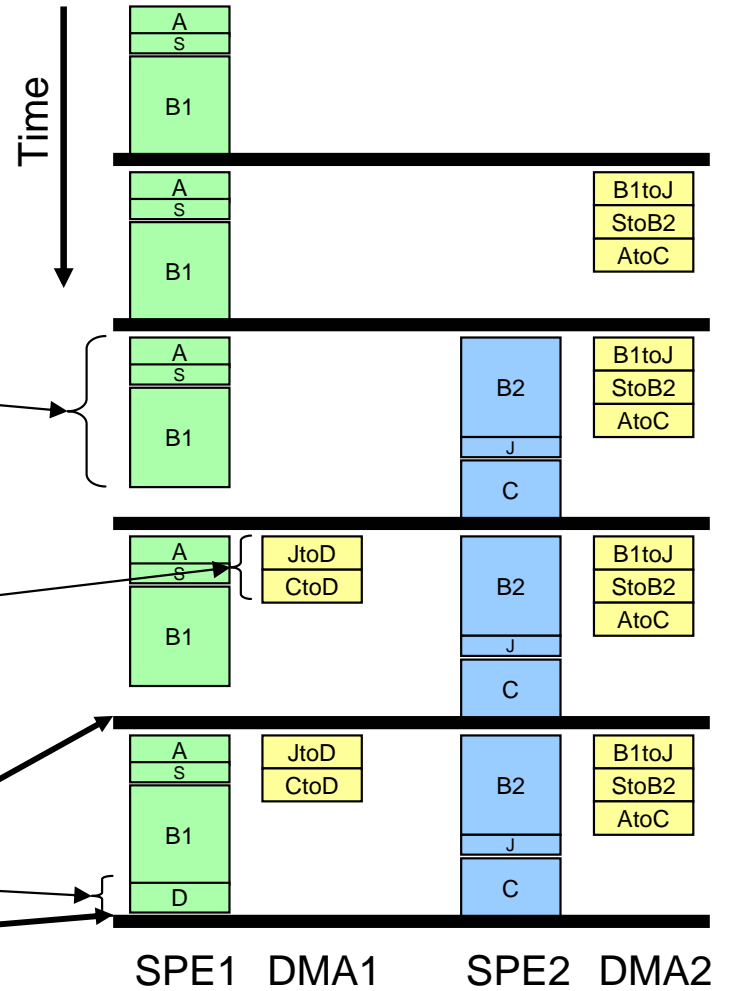 Time
A
S
B1
A
S
B1
B1toJ
StoB2
AtoC
A
S
B1
B2
J
C
B1toJ
StoB2
AtoC
A
S
B1
JtoD
CtoD
B2
J
C
B1toJ
StoB2
AtoC
A
S
B1
D
JtoD
CtoD
B2
J
C
B1toJ
StoB2
AtoC
SPE1 DMA1 SPE2 DMA2